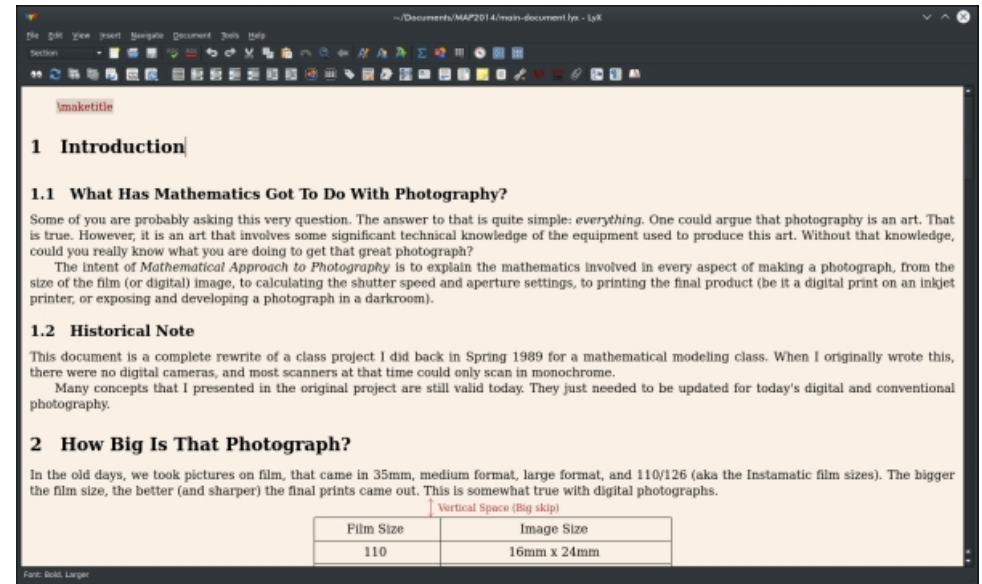 ~/Documents/MAP2014/main-document.lyx - LyX
File Edit View Insert Navigate Document Tools Help
Section
\maketitle
1 Introduction
1.1 What Has Mathematics Got To Do With Photography?
Some of you are probably asking this very question. The answer to that is quite simple: everything. One could argue that photography is an art. That
is true. However, it is an art that involves some significant technical knowledge of the equipment used to produce this art. Without that knowledge,
could you really know what you are doing to get that great photograph?
The intent of Mathematical Approach to Photography is to explain the mathematics involved in every aspect of making a photograph, from the
size of the film (or digital) image, to calculating the shutter speed and aperture settings, to printing the final product (be it a digital print on an inkjet
printer, or exposing and developing a photograph in a darkroom).
1.2 Historical Note
This document is a complete rewrite of a class project I did back in Spring 1989 for a mathematical modeling class. When I originally wrote this,
there were no digital cameras, and most scanners at that time could only scan in monochrome.
Many concepts that I presented in the original project are still valid today. They just needed to be updated for today's digital and conventional
photography.
2 How Big Is That Photograph?
In the old days, we took pictures on film, that came in 35mm, medium format, large format, and 110/126 (aka the Instamatic film sizes). The bigger
the film size, the better (and sharper) the final prints came out. This is somewhat true with digital photographs.
Vertical Space (Big skip)
Film Size Image Size
110 16mm x 24mm
Font: Bold, Larger